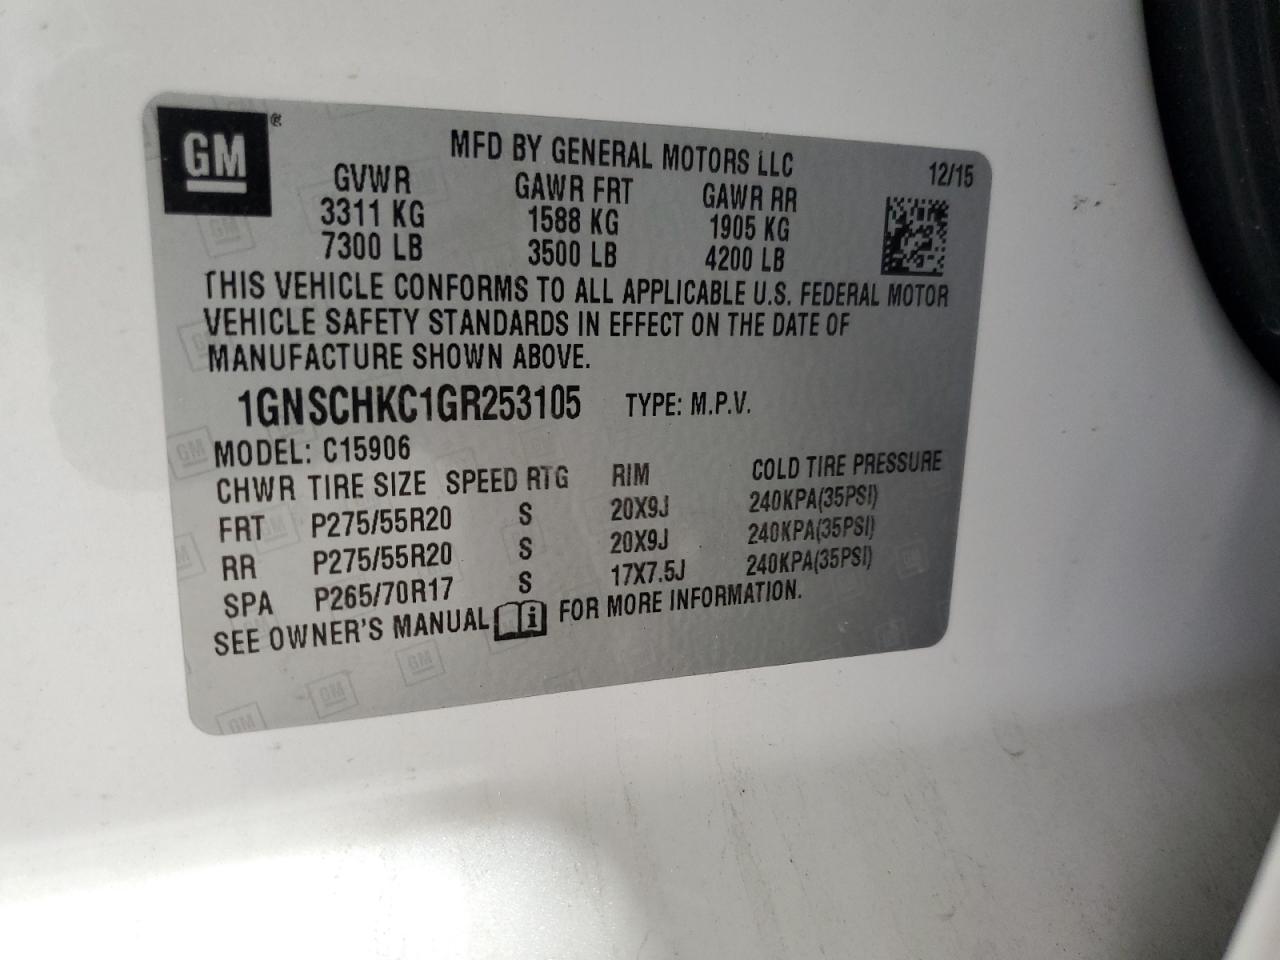 GM ®
MFD BY GENERAL MOTORS LLC 12/15
GVWR GAWR FRT GAWR RR
3311 KG 1588 KG 1905 KG
7300 LB 3500 LB 4200 LB
THIS VEHICLE CONFORMS TO ALL APPLICABLE U.S. FEDERAL MOTOR
VEHICLE SAFETY STANDARDS IN EFFECT ON THE DATE OF
MANUFACTURE SHOWN ABOVE.
1GNSCHKC1GR253105 TYPE: M.P.V.
MODEL: C15906
CHWR TIRE SIZE SPEED RTG RIM COLD TIRE PRESSURE
FRT P275/55R20 S 20X9J 240KPA(35PSI)
RR P275/55R20 S 20X9J 240KPA(35PSI)
SPA P265/70R17 S 17X7.5J 240KPA(35PSI)
SEE OWNER'S MANUAL i FOR MORE INFORMATION.